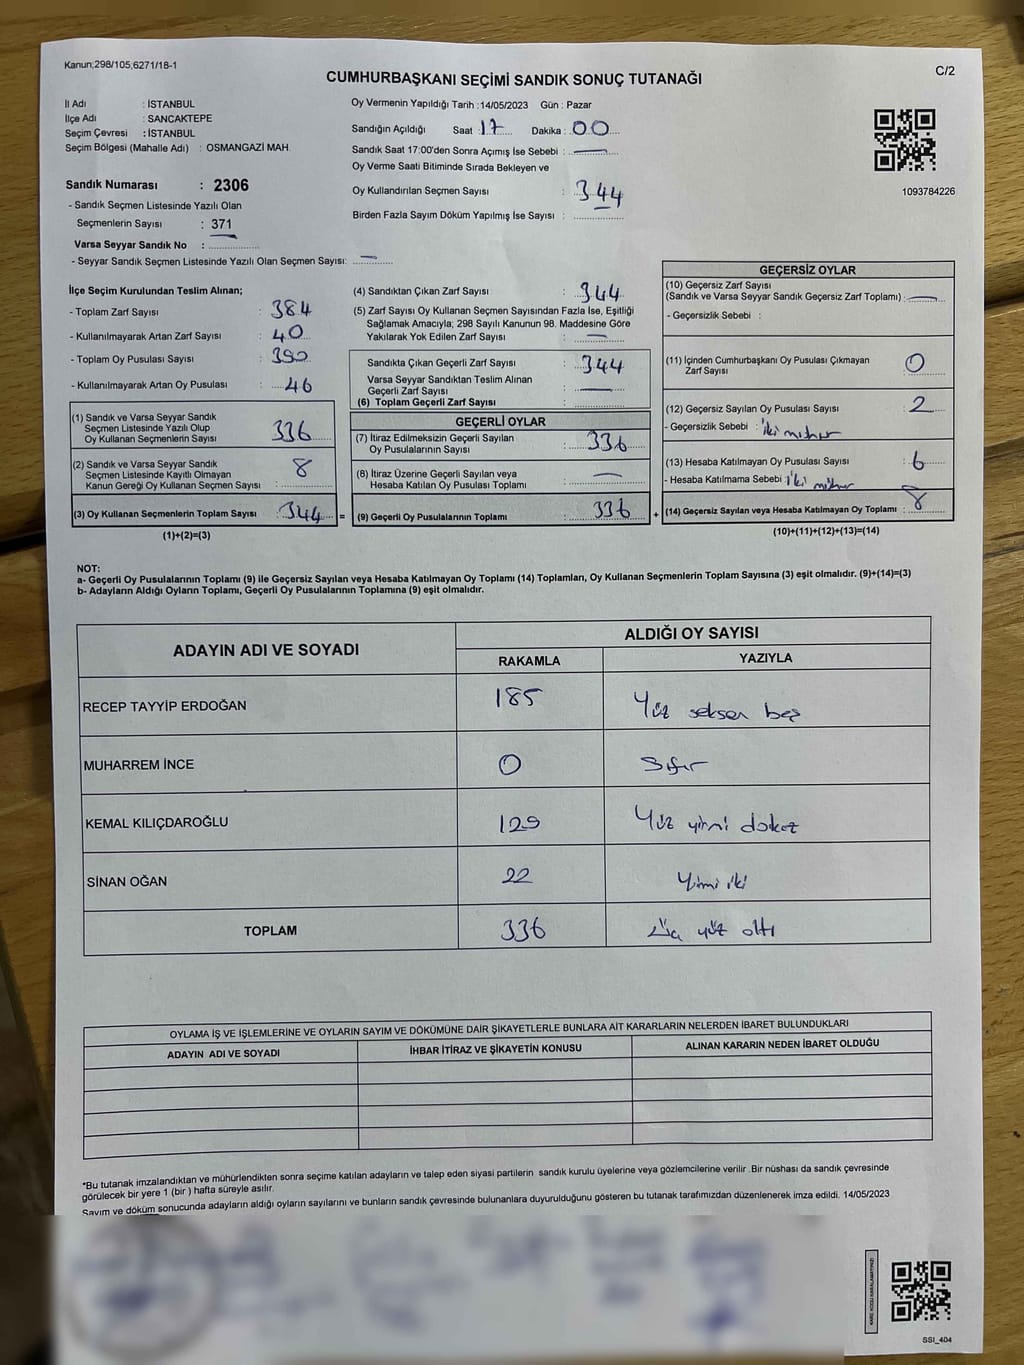 Kanun;298/105,6271/18-1
C/2
CUMHURBAŞKANI SEÇİMİ SANDIK SONUÇ TUTANAĞI
İl Adı : İSTANBUL
İlçe Adı : SANCAKTEPE
Seçim Çevresi : İSTANBUL
Seçim Bölgesi (Mahalle Adı) : OSMANGAZİ MAH.
Sandık Numarası : 2306
- Sandık Seçmen Listesinde Yazılı Olan
Seçmenlerin Sayısı : 371
Varsa Seyyar Sandık No :
- Seyyar Sandık Seçmen Listesinde Yazılı Olan Seçmen Sayısı: —
Oy Vermenin Yapıldığı Tarih : 14/05/2023 Gün : Pazar
Sandığın Açıldığı Saat : 17 Dakika : 00
Sandık Saat 17:00'den Sonra Açımış İse Sebebi : —
Oy Verme Saati Bitiminde Sırada Bekleyen ve
Oy Kullandırılan Seçmen Sayısı : 344
Birden Fazla Sayım Döküm Yapılmış İse Sayısı :
1093784226
İlçe Seçim Kurulundan Teslim Alınan;
- Toplam Zarf Sayısı : 384
- Kullanılmayarak Artan Zarf Sayısı : 40
- Toplam Oy Pusulası Sayısı : 390
- Kullanılmayarak Artan Oy Pusulası : 46
(1) Sandık ve Varsa Seyyar Sandık
Seçmen Listesinde Yazılı Olup
Oy Kullanan Seçmenlerin Sayısı : 336
(2) Sandık ve Varsa Seyyar Sandık
Seçmen Listesinde Kayıtlı Olmayan
Kanun Gereği Oy Kullanan Seçmen Sayısı : 8
(3) Oy Kullanan Seçmenlerin Toplam Sayısı : 344 =
(1)+(2)=(3)
(4) Sandıktan Çıkan Zarf Sayısı : 344
(5) Zarf Sayısı Oy Kullanan Seçmen Sayısından Fazla İse, Eşitliği
Sağlamak Amacıyla; 298 Sayılı Kanunun 98. Maddesine Göre
Yakılarak Yok Edilen Zarf Sayısı : —
Sandıkta Çıkan Geçerli Zarf Sayısı : 344
Varsa Seyyar Sandıktan Teslim Alınan
Geçerli Zarf Sayısı : —
(6) Toplam Geçerli Zarf Sayısı :
GEÇERLİ OYLAR
(7) İtiraz Edilmeksizin Geçerli Sayılan
Oy Pusulalarının Sayısı : 336
(8) İtiraz Üzerine Geçerli Sayılan veya
Hesaba Katılan Oy Pusulası Toplamı : —
(9) Geçerli Oy Pusulalarının Toplamı : 336 +
GEÇERSİZ OYLAR
(10) Geçersiz Zarf Sayısı
(Sandık ve Varsa Seyyar Sandık Geçersiz Zarf Toplamı) : —
- Geçersizlik Sebebi :
(11) İçinden Cumhurbaşkanı Oy Pusulası Çıkmayan
Zarf Sayısı : 0
(12) Geçersiz Sayılan Oy Pusulası Sayısı : 2
- Geçersizlik Sebebi : iki mühür
(13) Hesaba Katılmayan Oy Pusulası Sayısı : 6
- Hesaba Katılmama Sebebi : iki mühür
(14) Geçersiz Sayılan veya Hesaba Katılmayan Oy Toplamı : 8
(10)+(11)+(12)+(13)=(14)
NOT:
a- Geçerli Oy Pusulalarının Toplamı (9) ile Geçersiz Sayılan veya Hesaba Katılmayan Oy Toplamı (14) Toplamları, Oy Kullanan Seçmenlerin Toplam Sayısına (3) eşit olmalıdır. (9)+(14)=(3)
b- Adayların Aldığı Oyların Toplamı, Geçerli Oy Pusulalarının Toplamına (9) eşit olmalıdır.
ADAYIN ADI VE SOYADI
ALDIĞI OY SAYISI
RAKAMLA YAZIYLA
RECEP TAYYİP ERDOĞAN 185 Yüz seksen beş
MUHARREM İNCE 0 Sıfır
KEMAL KILIÇDAROĞLU 129 Yüz yirmi dokuz
SİNAN OĞAN 22 Yirmi iki
TOPLAM 336 yüz altı
OYLAMA İŞ VE İŞLEMLERİNE VE OYLARIN SAYIM VE DÖKÜMÜNE DAİR ŞİKAYETLERLE BUNLARA AİT KARARLARIN NELERDEN İBARET BULUNDUKLARI
ADAYIN ADI VE SOYADI İHBAR İTİRAZ VE ŞİKAYETİN KONUSU ALINAN KARARIN NEDEN İBARET OLDUĞU
*Bu tutanak imzalandıktan ve mühürlendikten sonra seçime katılan adayların ve talep eden siyasi partilerin sandık kurulu üyelerine veya gözlemcilerine verilir .Bir nüshası da sandık çevresinde
görülecek bir yere 1 (bir ) hafta süreyle asılır.
Sayım ve döküm sonucunda adayların aldığı oyların sayılarını ve bunların sandık çevresinde bulunanlara duyurulduğunu gösteren bu tutanak tarafımızdan düzenlenerek imza edildi. 14/05/2023
SSI_404